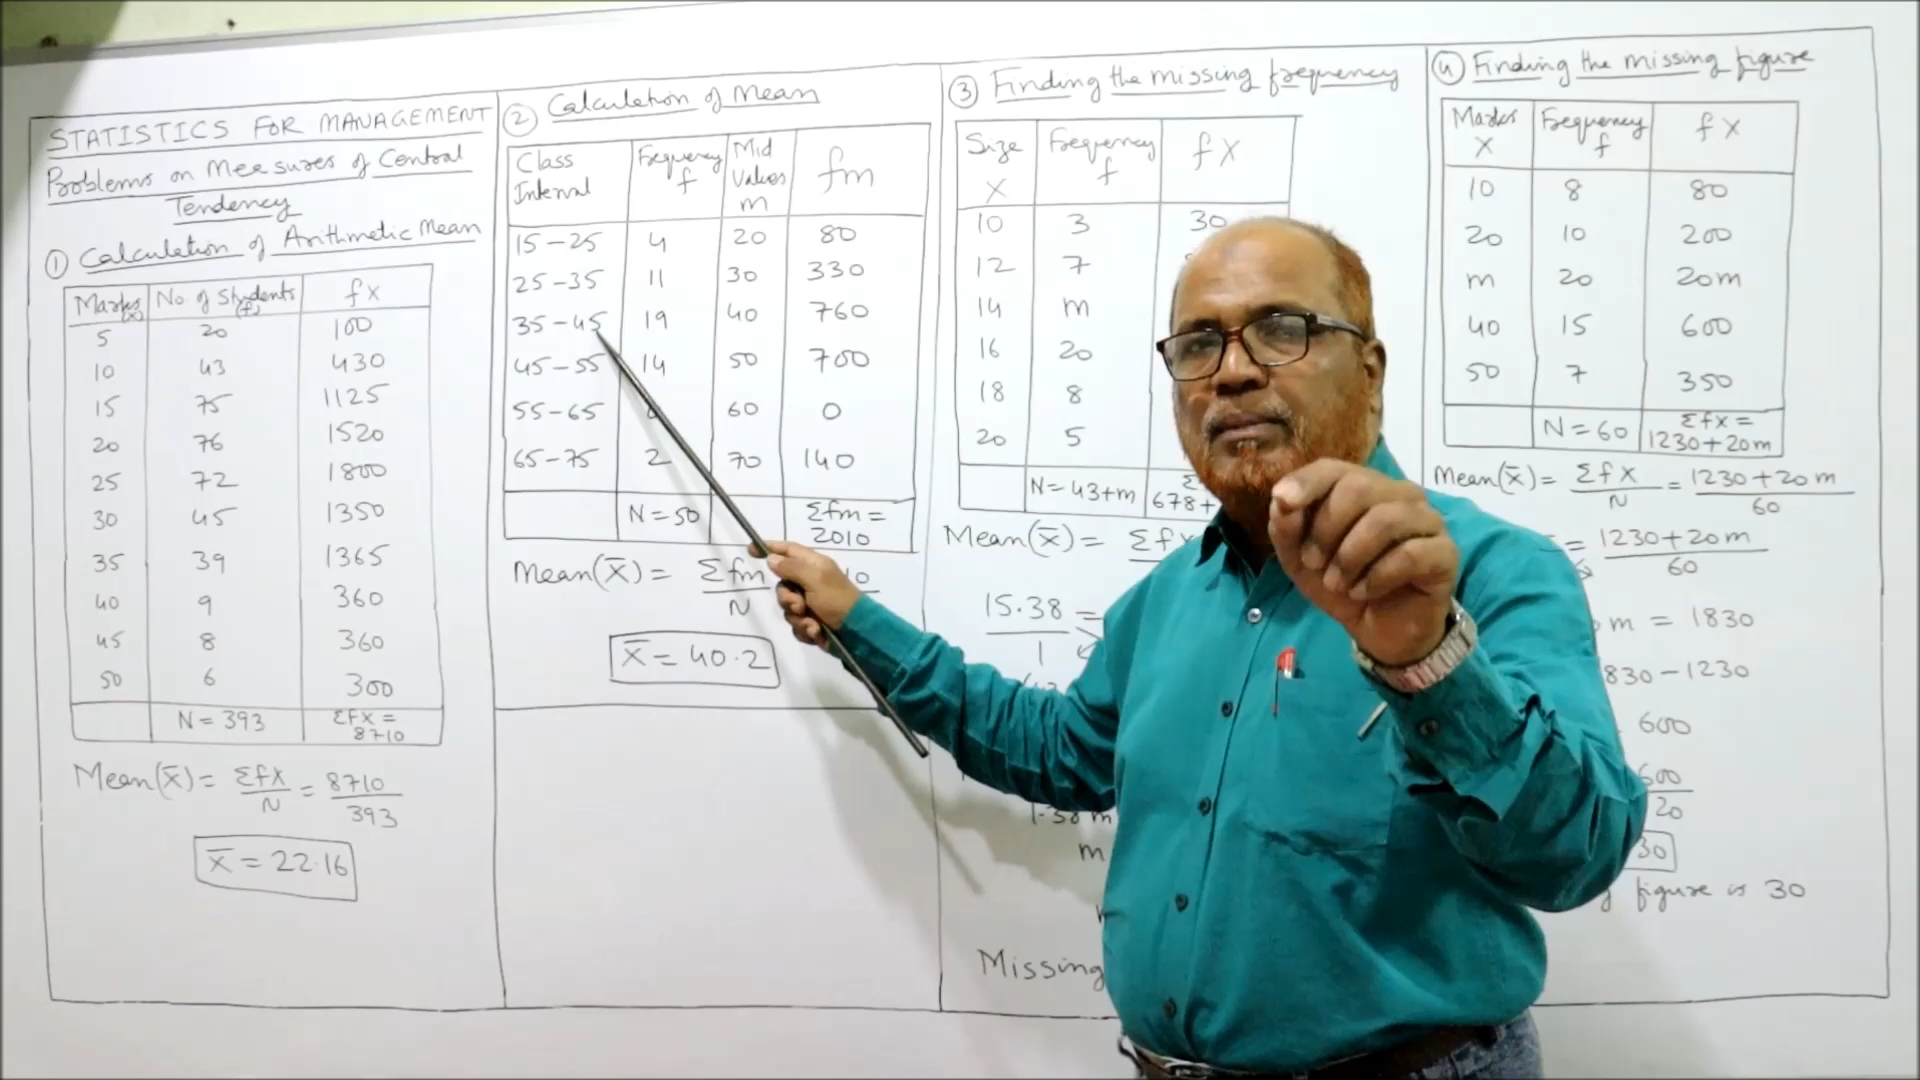 STATISTICS FOR MANAGEMENT
Problems on Measures of Central
Tendency
① Calculation of Arithmetic Mean
Marks (x) No of Students (f) fx
5 20 100
10 43 430
15 75 1125
20 76 1520
25 72 1800
30 45 1350
35 39 1365
40 9 360
45 8 360
50 6 300
N = 393 Σfx = 8710
Mean(x̄) = Σfx/N = 8710/393
x̄ = 22.16
② Calculation of Mean
Class Interval Frequency f Mid Values m fm
15-25 4 20 80
25-35 11 30 330
35-45 19 40 760
45-55 14 50 700
55-65 60 0
65-75 2 70 140
N = 50 Σfm = 2010
Mean(x̄) = Σfm/N
x̄ = 40.2
③ Finding the missing frequency
Size X Frequency f fX
10 3 30
12 7
14 m
16 20
18 8
20 5
N = 43+m 678+
Mean(x̄) =
15.38/1 =
1.38 m
m
Missing
④ Finding the missing figure
Marks X Frequency f fX
10 8 80
20 10 200
m 20 20m
40 15 600
50 7 350
N = 60 Σfx = 1230+20m
Mean(x̄) = Σfx/N = 1230+20m/60
= 1230+20m/60
m = 1830
830-1230
600
600/20
30
figure is 30